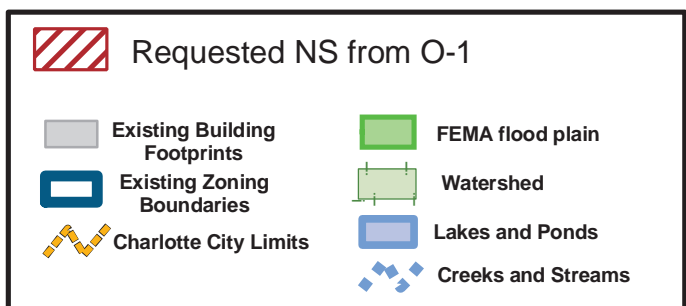 Requested NS from O-1
Existing Building
Footprints
Existing Zoning
Boundaries
Charlotte City Limits
FEMA flood plain
Watershed
Lakes and Ponds
Creeks and Streams